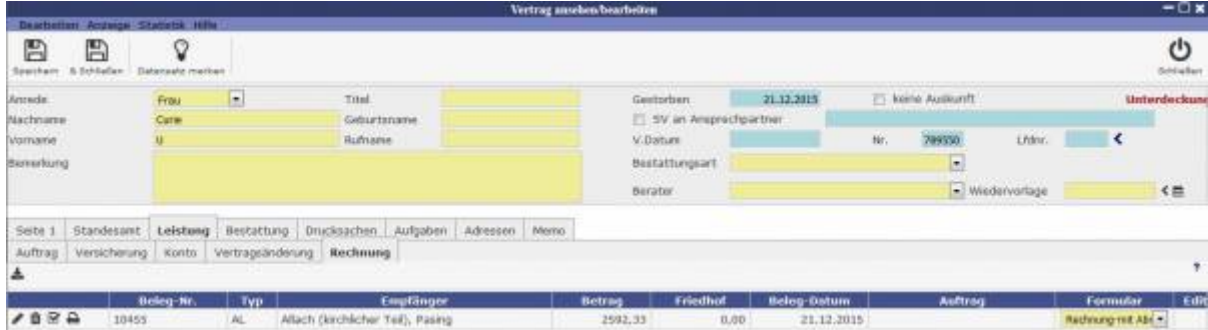 Vertrag ansehen/bearbeiten
Bearbeiten Anzeige Statistik Hilfe
Speichern & Schließen Datensatz merken Schließen
Anrede Frau Titel Gestorben 21.12.2015 keine Auskunft Unterdeckung
Nachname Curie Geburtsname SV an Ansprechpartner
Vorname U Rufname V.Datum Nr. 799550 Lfdnr.
Bemerkung Bestattungsart
Berater Wiedervorlage
Seite 1 Standesamt Leistung Bestattung Drucksachen Aufgaben Adressen Memo
Auftrag Versicherung Konto Vertragsänderung Rechnung
?
Beleg-Nr. Typ Empfänger Betrag Friedhof Beleg-Datum Auftrag Formular Edit
10455 AL Allach (kirchlicher Teil), Pasing 2592,33 0,00 21.12.2015 Rechnung-mit